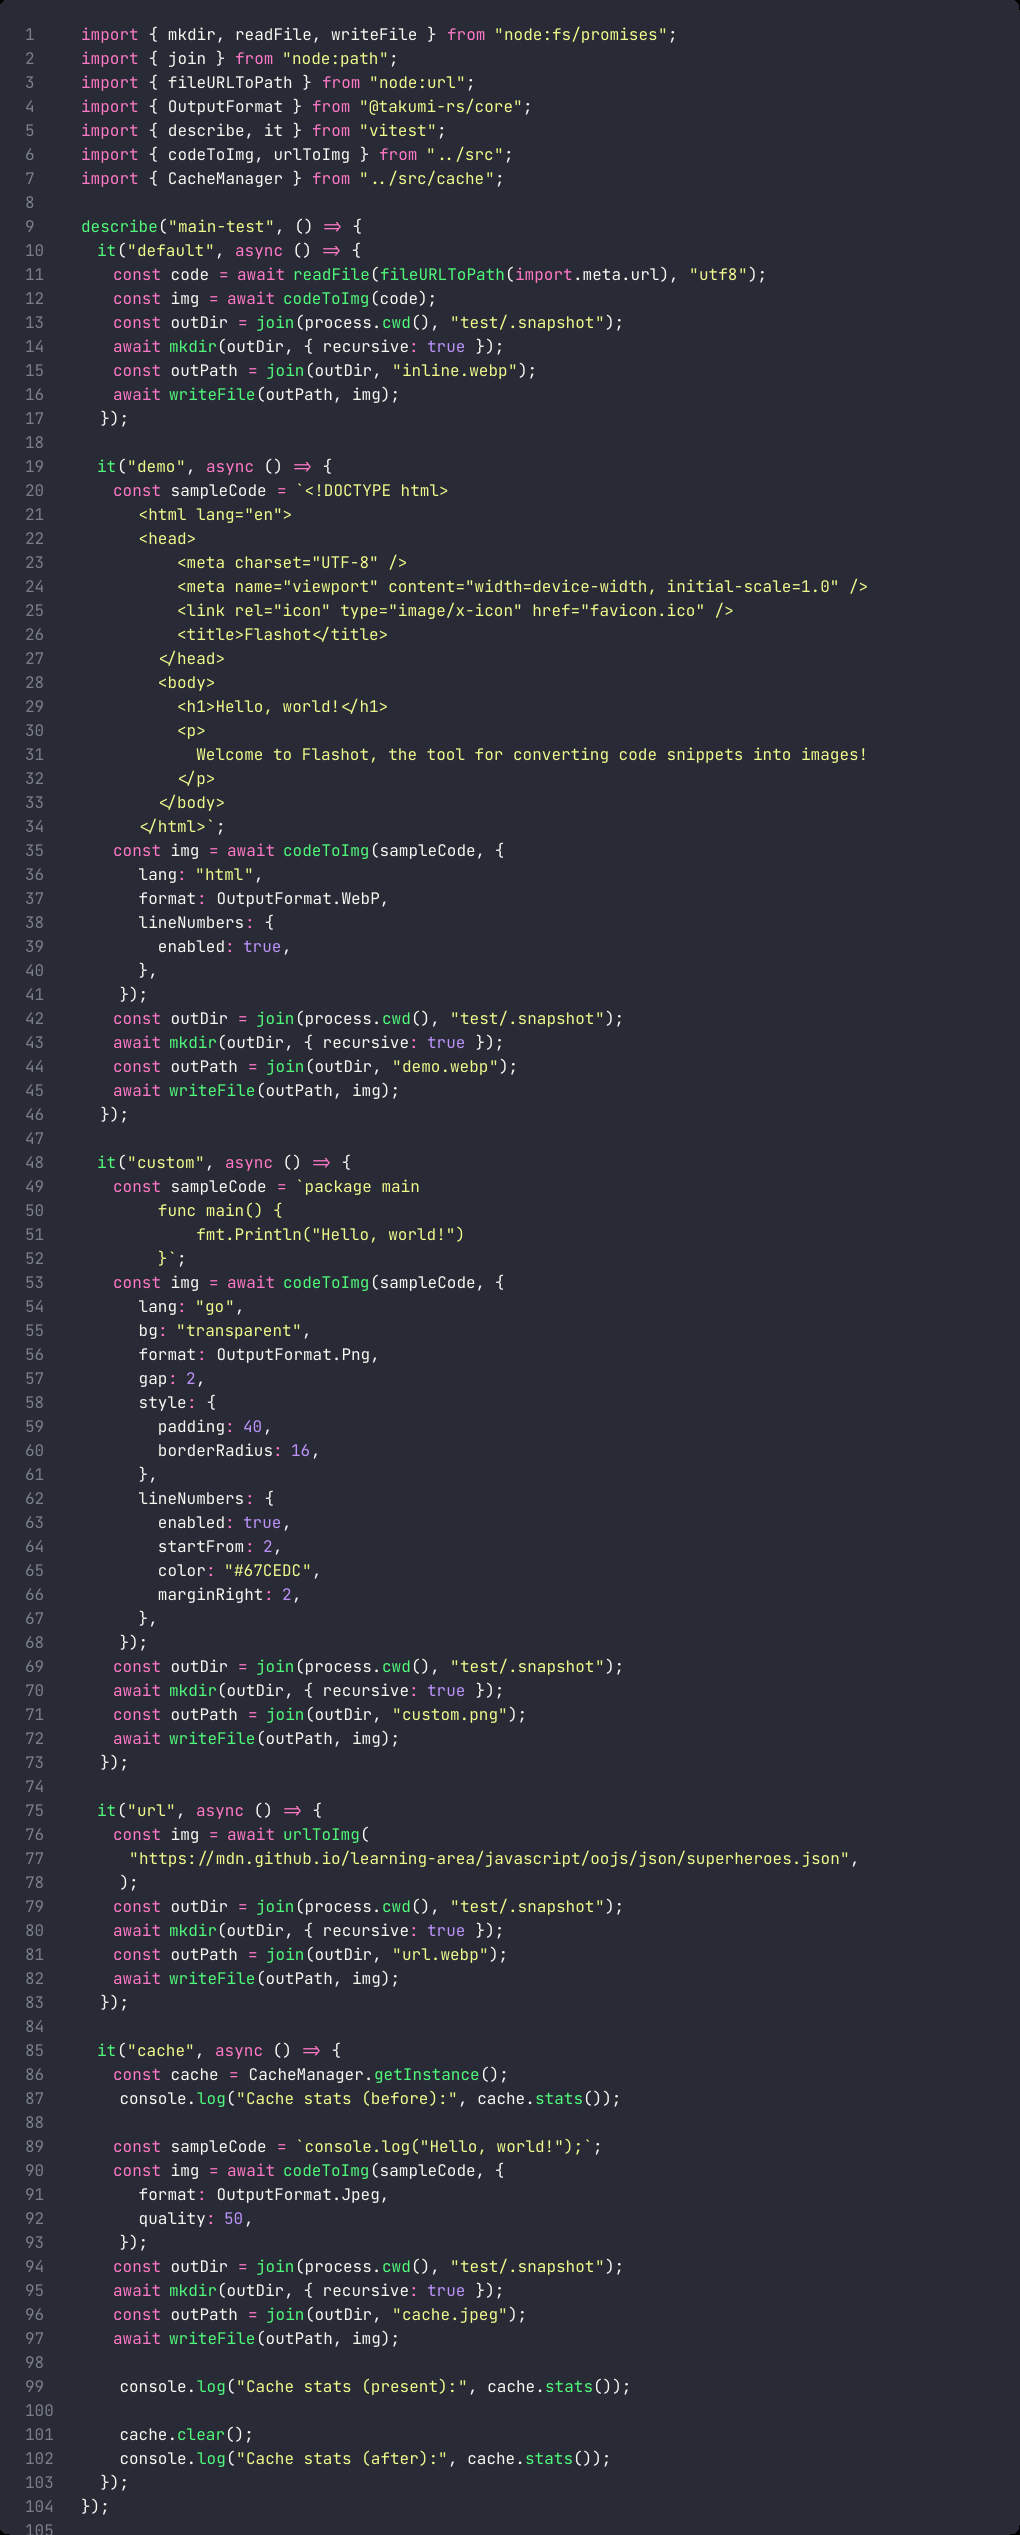 1 import { mkdir, readFile, writeFile } from "node:fs/promises";
2 import { join } from "node:path";
3 import { fileURLToPath } from "node:url";
4 import { OutputFormat } from "@takumi-rs/core";
5 import { describe, it } from "vitest";
6 import { codeToImg, urlToImg } from "../src";
7 import { CacheManager } from "../src/cache";
8
9 describe("main-test", () => {
10 it("default", async () => {
11 const code = await readFile(fileURLToPath(import.meta.url), "utf8");
12 const img = await codeToImg(code);
13 const outDir = join(process.cwd(), "test/.snapshot");
14 await mkdir(outDir, { recursive: true });
15 const outPath = join(outDir, "inline.webp");
16 await writeFile(outPath, img);
17 });
18
19 it("demo", async () => {
20 const sampleCode = `<!DOCTYPE html>
21 <html lang="en">
22 <head>
23 <meta charset="UTF-8" />
24 <meta name="viewport" content="width=device-width, initial-scale=1.0" />
25 <link rel="icon" type="image/x-icon" href="favicon.ico" />
26 <title>Flashot</title>
27 </head>
28 <body>
29 <h1>Hello, world!</h1>
30 <p>
31 Welcome to Flashot, the tool for converting code snippets into images!
32 </p>
33 </body>
34 </html>`;
35 const img = await codeToImg(sampleCode, {
36 lang: "html",
37 format: OutputFormat.WebP,
38 lineNumbers: {
39 enabled: true,
40 },
41 });
42 const outDir = join(process.cwd(), "test/.snapshot");
43 await mkdir(outDir, { recursive: true });
44 const outPath = join(outDir, "demo.webp");
45 await writeFile(outPath, img);
46 });
47
48 it("custom", async () => {
49 const sampleCode = `package main
50 func main() {
51 fmt.Println("Hello, world!")
52 }`;
53 const img = await codeToImg(sampleCode, {
54 lang: "go",
55 bg: "transparent",
56 format: OutputFormat.Png,
57 gap: 2,
58 style: {
59 padding: 40,
60 borderRadius: 16,
61 },
62 lineNumbers: {
63 enabled: true,
64 startFrom: 2,
65 color: "#67CEDC",
66 marginRight: 2,
67 },
68 });
69 const outDir = join(process.cwd(), "test/.snapshot");
70 await mkdir(outDir, { recursive: true });
71 const outPath = join(outDir, "custom.png");
72 await writeFile(outPath, img);
73 });
74
75 it("url", async () => {
76 const img = await urlToImg(
77 "https://mdn.github.io/learning-area/javascript/oojs/json/superheroes.json",
78 );
79 const outDir = join(process.cwd(), "test/.snapshot");
80 await mkdir(outDir, { recursive: true });
81 const outPath = join(outDir, "url.webp");
82 await writeFile(outPath, img);
83 });
84
85 it("cache", async () => {
86 const cache = CacheManager.getInstance();
87 console.log("Cache stats (before):", cache.stats());
88
89 const sampleCode = `console.log("Hello, world!");`;
90 const img = await codeToImg(sampleCode, {
91 format: OutputFormat.Jpeg,
92 quality: 50,
93 });
94 const outDir = join(process.cwd(), "test/.snapshot");
95 await mkdir(outDir, { recursive: true });
96 const outPath = join(outDir, "cache.jpeg");
97 await writeFile(outPath, img);
98
99 console.log("Cache stats (present):", cache.stats());
100
101 cache.clear();
102 console.log("Cache stats (after):", cache.stats());
103 });
104 });
105